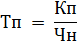 Тп = Кп / Чн